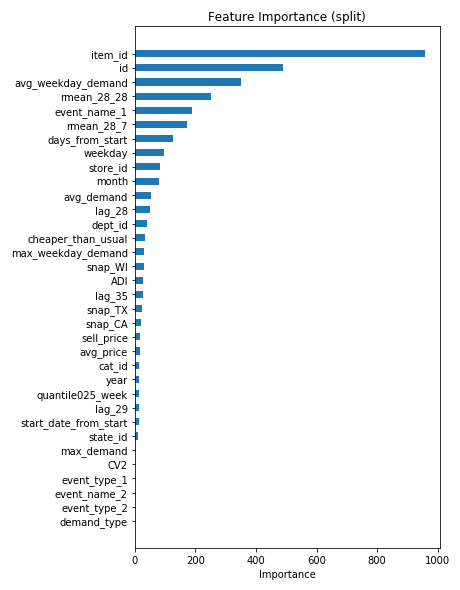 Feature Importance (split)
item_id
id
avg_weekday_demand
rmean_28_28
event_name_1
rmean_28_7
days_from_start
weekday
store_id
month
avg_demand
lag_28
dept_id
cheaper_than_usual
max_weekday_demand
snap_WI
ADI
lag_35
snap_TX
snap_CA
sell_price
avg_price
cat_id
year
quantile025_week
lag_29
start_date_from_start
state_id
max_demand
CV2
event_type_1
event_name_2
event_type_2
demand_type
0 200 400 600 800 1000
Importance